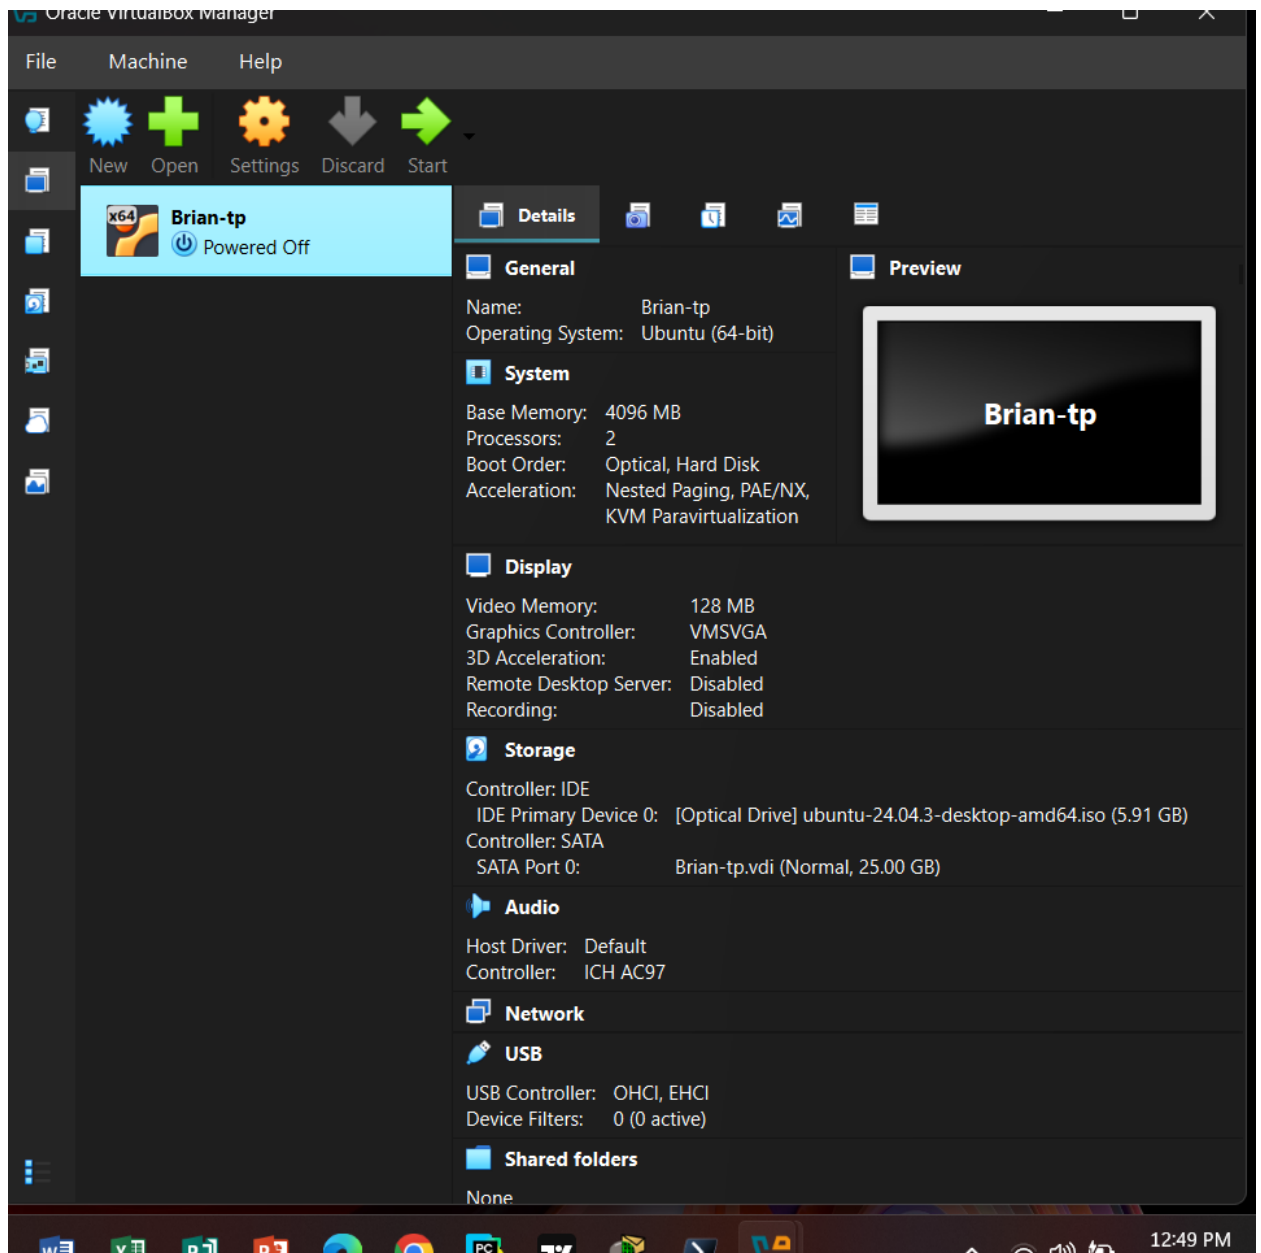 Oracle VirtualBox Manager
File Machine Help
New Open Settings Discard Start
x64
Brian-tp
Powered Off
Details
General
Name: Brian-tp
Operating System: Ubuntu (64-bit)
Preview
Brian-tp
System
Base Memory: 4096 MB
Processors: 2
Boot Order: Optical, Hard Disk
Acceleration: Nested Paging, PAE/NX,
KVM Paravirtualization
Display
Video Memory: 128 MB
Graphics Controller: VMSVGA
3D Acceleration: Enabled
Remote Desktop Server: Disabled
Recording: Disabled
Storage
Controller: IDE
IDE Primary Device 0: [Optical Drive] ubuntu-24.04.3-desktop-amd64.iso (5.91 GB)
Controller: SATA
SATA Port 0: Brian-tp.vdi (Normal, 25.00 GB)
Audio
Host Driver: Default
Controller: ICH AC97
Network
USB
USB Controller: OHCI, EHCI
Device Filters: 0 (0 active)
Shared folders
None
PC
12:49 PM